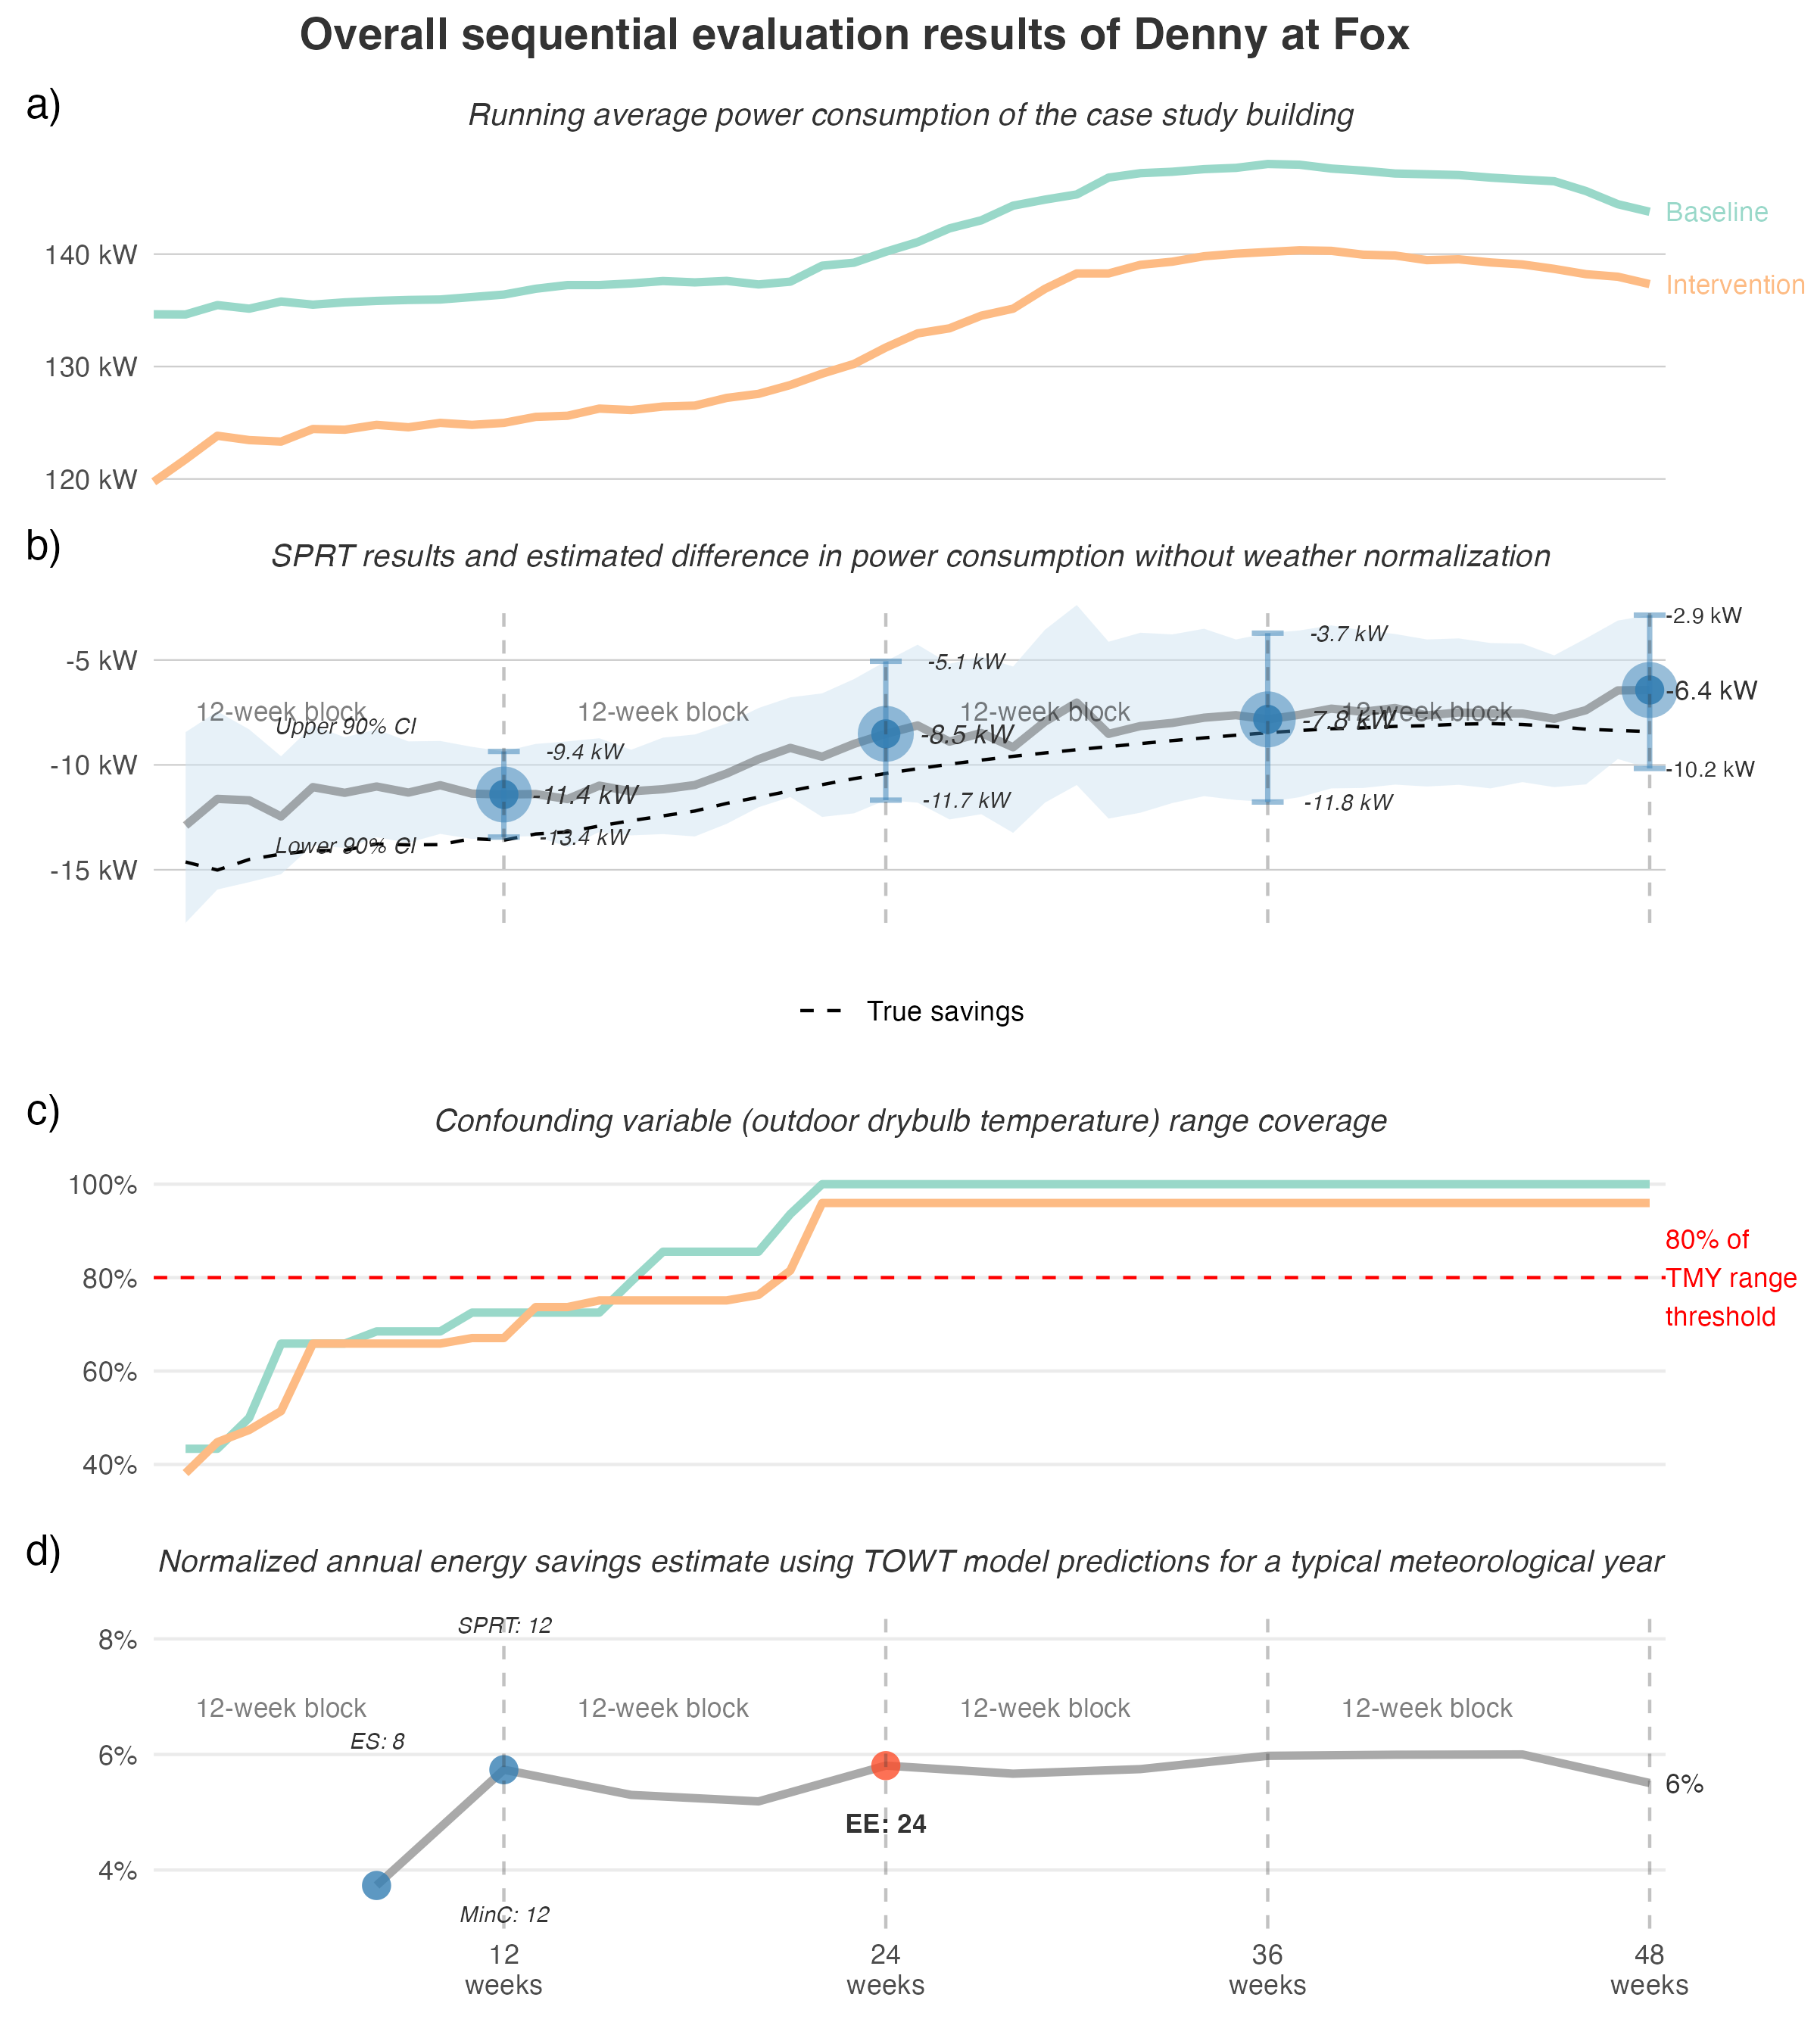 Overall sequential evaluation results of Denny at Fox
a)
Running average power consumption of the case study building
140 kW
130 kW
120 kW
Baseline
Intervention
b)
SPRT results and estimated difference in power consumption without weather normalization
-5 kW
-10 kW
-15 kW
12-week block
12-week block
12-week block
12-week block
Upper 90% CI
Lower 90% CI
-9.4 kW
-11.4 kW
-13.4 kW
-5.1 kW
-8.5 kW
-11.7 kW
-3.7 kW
-7.8 kW
-11.8 kW
-2.9 kW
-6.4 kW
-10.2 kW
True savings
c)
Confounding variable (outdoor drybulb temperature) range coverage
100%
80%
60%
40%
80% of
TMY range
threshold
d)
Normalized annual energy savings estimate using TOWT model predictions for a typical meteorological year
8%
6%
4%
SPRT: 12
12-week block
12-week block
12-week block
12-week block
ES: 8
EE: 24
MinC: 12
6%
12
weeks
24
weeks
36
weeks
48
weeks